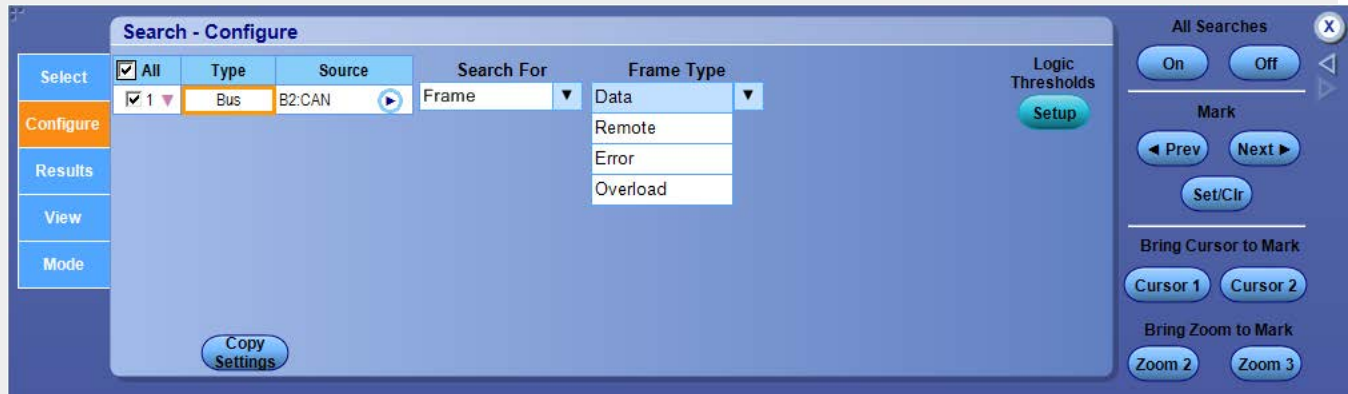 Search - Configure
Select
Configure
Results
View
Mode
All Type Source
1 Bus B2:CAN
Search For
Frame
Frame Type
Data
Remote
Error
Overload
Logic
Thresholds
Setup
Copy
Settings
All Searches
On Off
Mark
Prev Next
Set/Clr
Bring Cursor to Mark
Cursor 1 Cursor 2
Bring Zoom to Mark
Zoom 2 Zoom 3
X